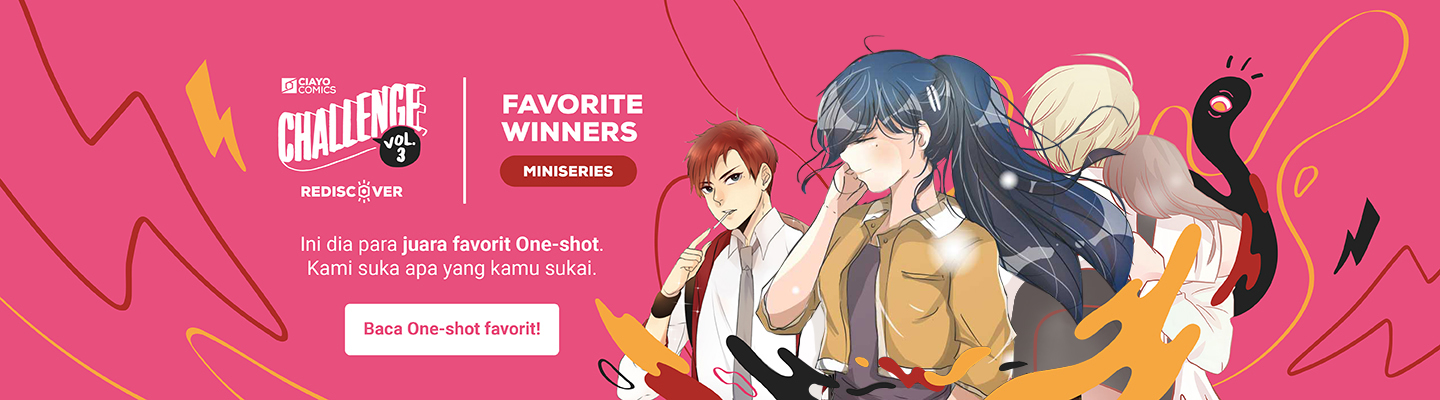 CIAYO
COMICS
CHALLENGE
VOL.
3
REDISCOVER
FAVORITE
WINNERS
MINISERIES
Ini dia para juara favorit One-shot.
Kami suka apa yang kamu sukai.
Baca One-shot favorit!